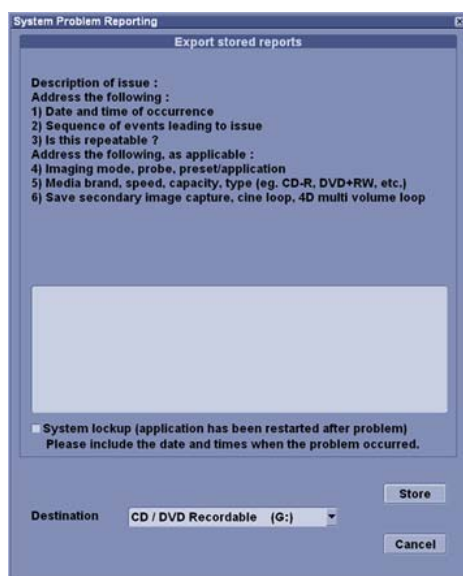 System Problem Reporting
Export stored reports
Description of issue :
Address the following :
1) Date and time of occurrence
2) Sequence of events leading to issue
3) Is this repeatable ?
Address the following, as applicable :
4) Imaging mode, probe, preset/application
5) Media brand, speed, capacity, type (eg. CD-R, DVD+RW, etc.)
6) Save secondary image capture, cine loop, 4D multi volume loop
System lockup (application has been restarted after problem)
Please include the date and times when the problem occurred.
Store
Destination CD / DVD Recordable (G:)
Cancel